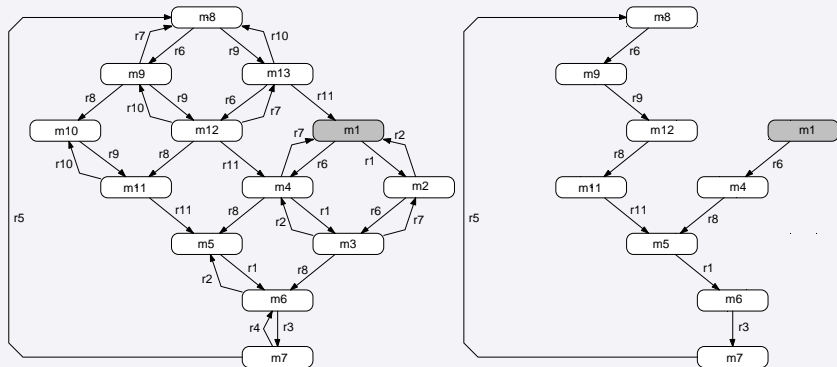 m8 m8
r7 r6 r9 r10 r6
m9 m13 m9
r8 r9 r6 r11 r9
r10 r7
m10 m12 m1 m12 m1
r10 r9 r8 r11 r7 r6 r1 r2 r8 r6
m11 m4 m2 m11 m4
r5 r11 r8 r2 r1 r6 r7 r5 r11 r8
m5 m3 m5
r2 r1 r8 r1
m6 m6
r4 r3 r3
m7 m7